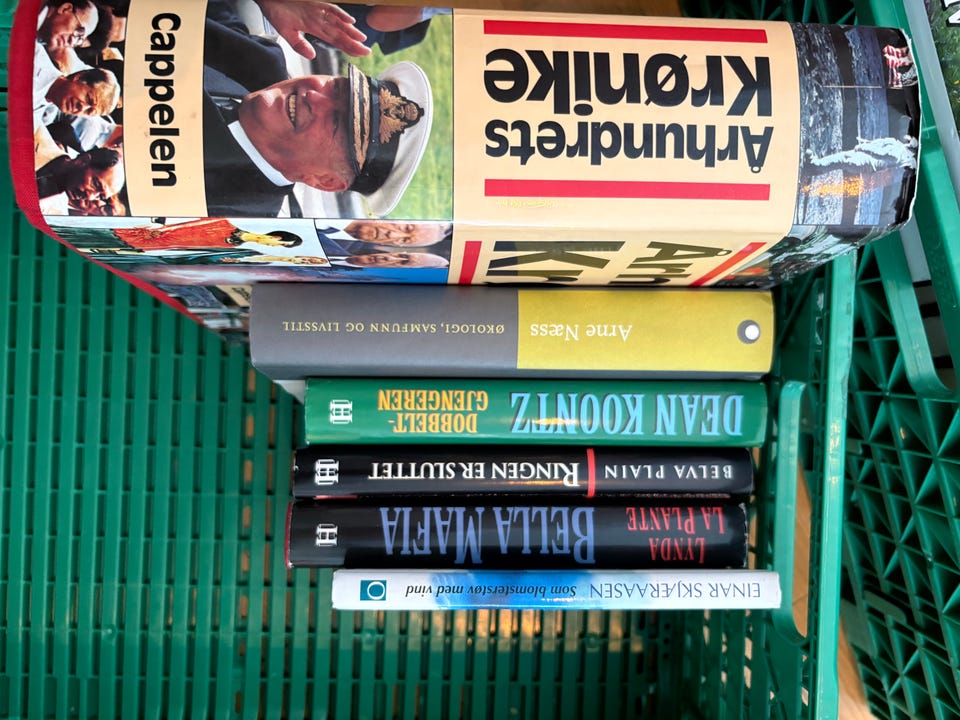 Århundrets
Krønike
Cappelen
Arne Næss
ØKOLOGI, SAMFUNN OG LIVSSTIL
DEAN KOONTZ
DOBBELT-
GJENGEREN
BELVA PLAIN
RINGEN ER SLUTTET
LYNDA
LA PLANTE
BELLA MAFIA
EINAR SKJÆRAASEN
Som blomsterstøv med vind